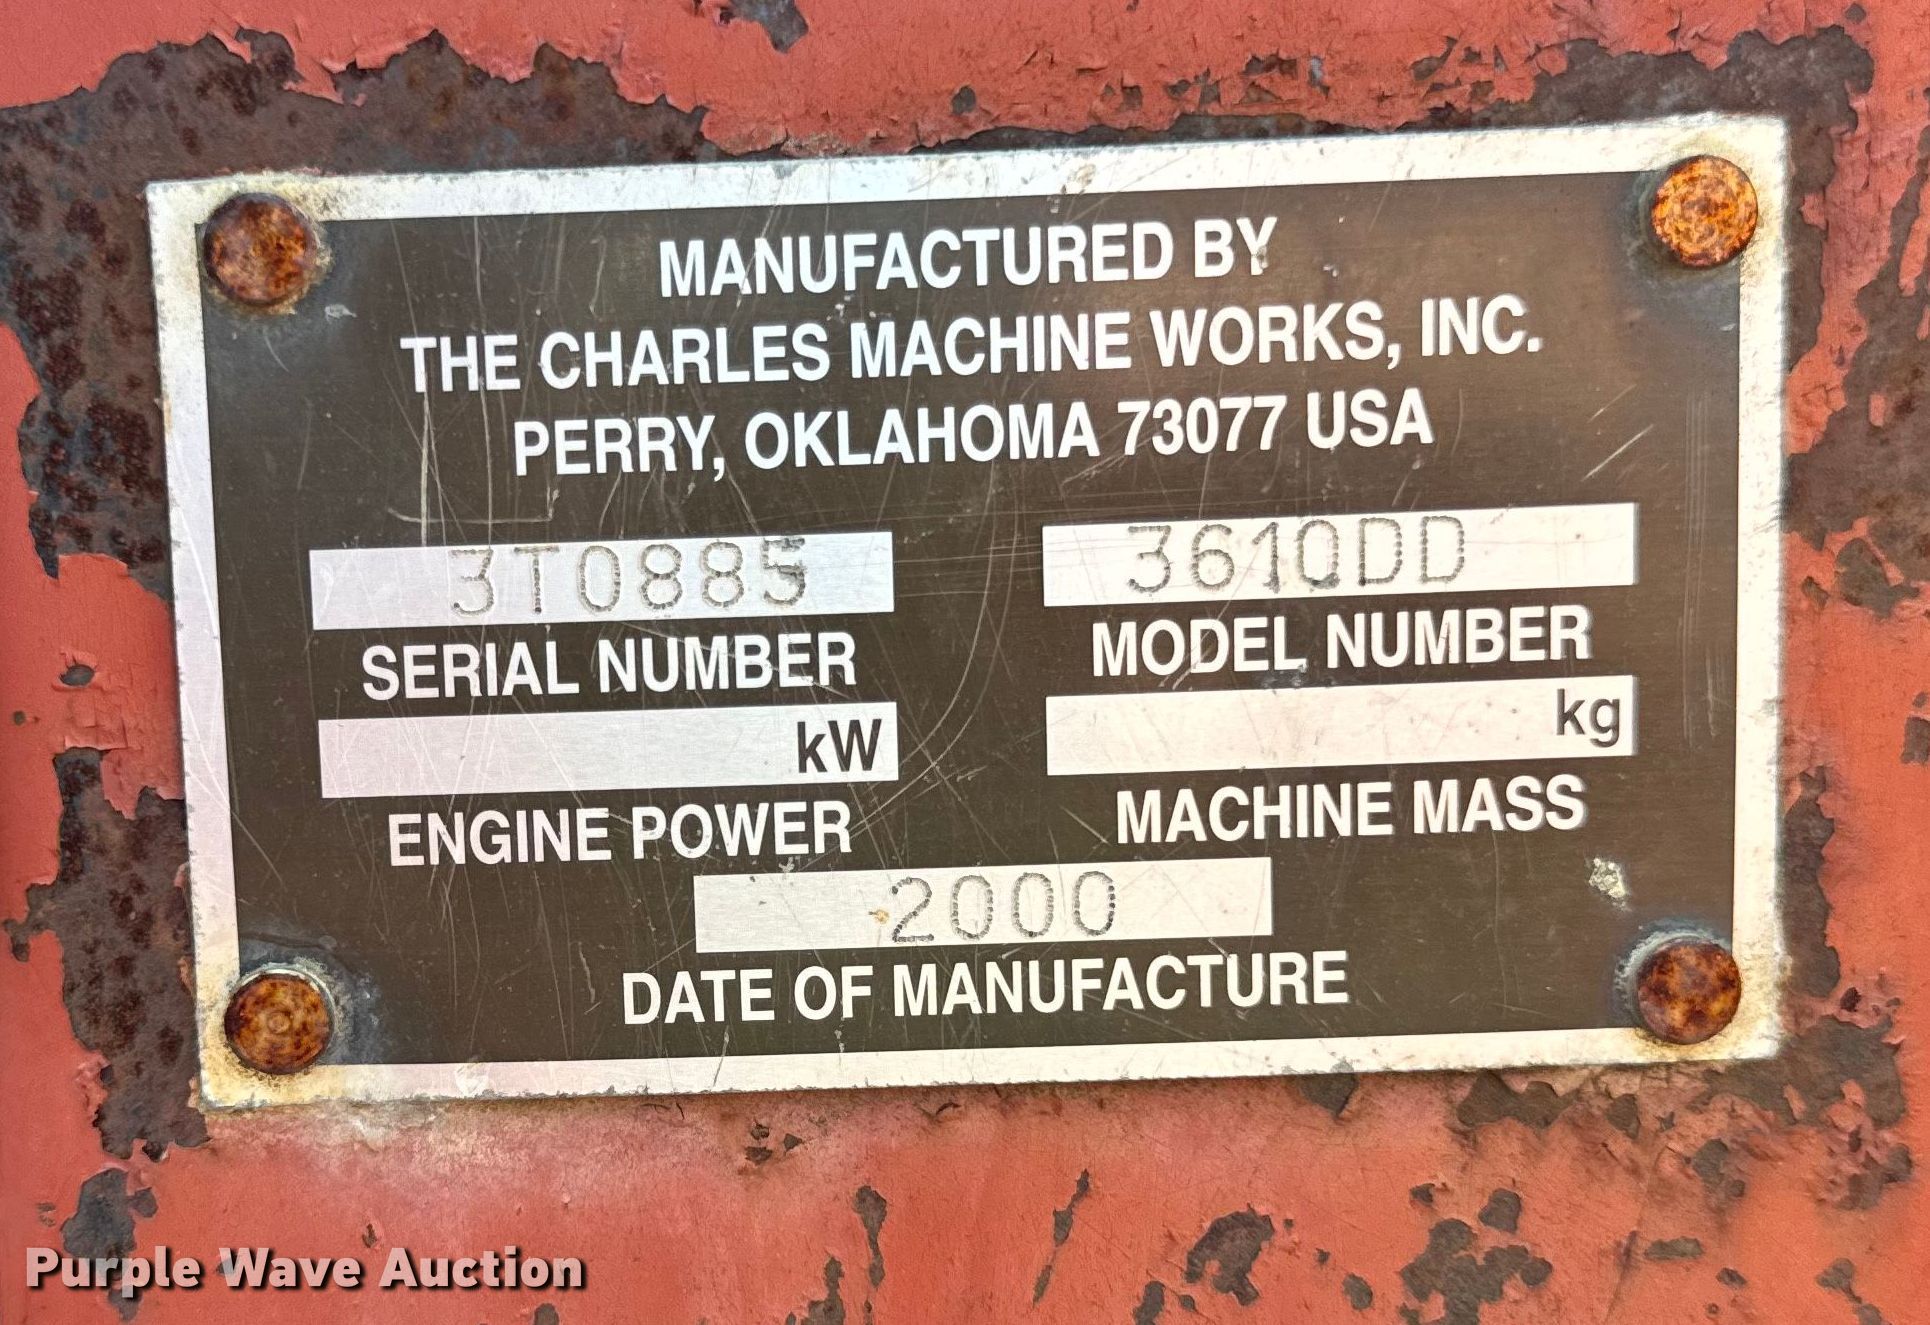 MANUFACTURED BY
THE CHARLES MACHINE WORKS, INC.
PERRY, OKLAHOMA 73077 USA
3T0885 3610DD
SERIAL NUMBER MODEL NUMBER
kW kg
ENGINE POWER MACHINE MASS
2000
DATE OF MANUFACTURE
Purple Wave Auction